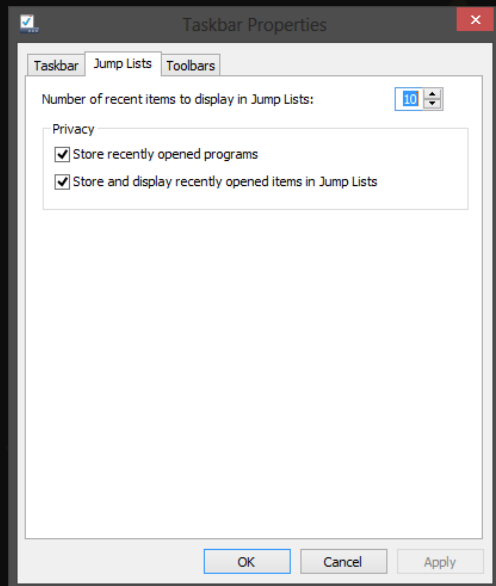 Taskbar Properties
Taskbar Jump Lists Toolbars
Number of recent items to display in Jump Lists: 10
Privacy
Store recently opened programs
Store and display recently opened items in Jump Lists
OK Cancel Apply